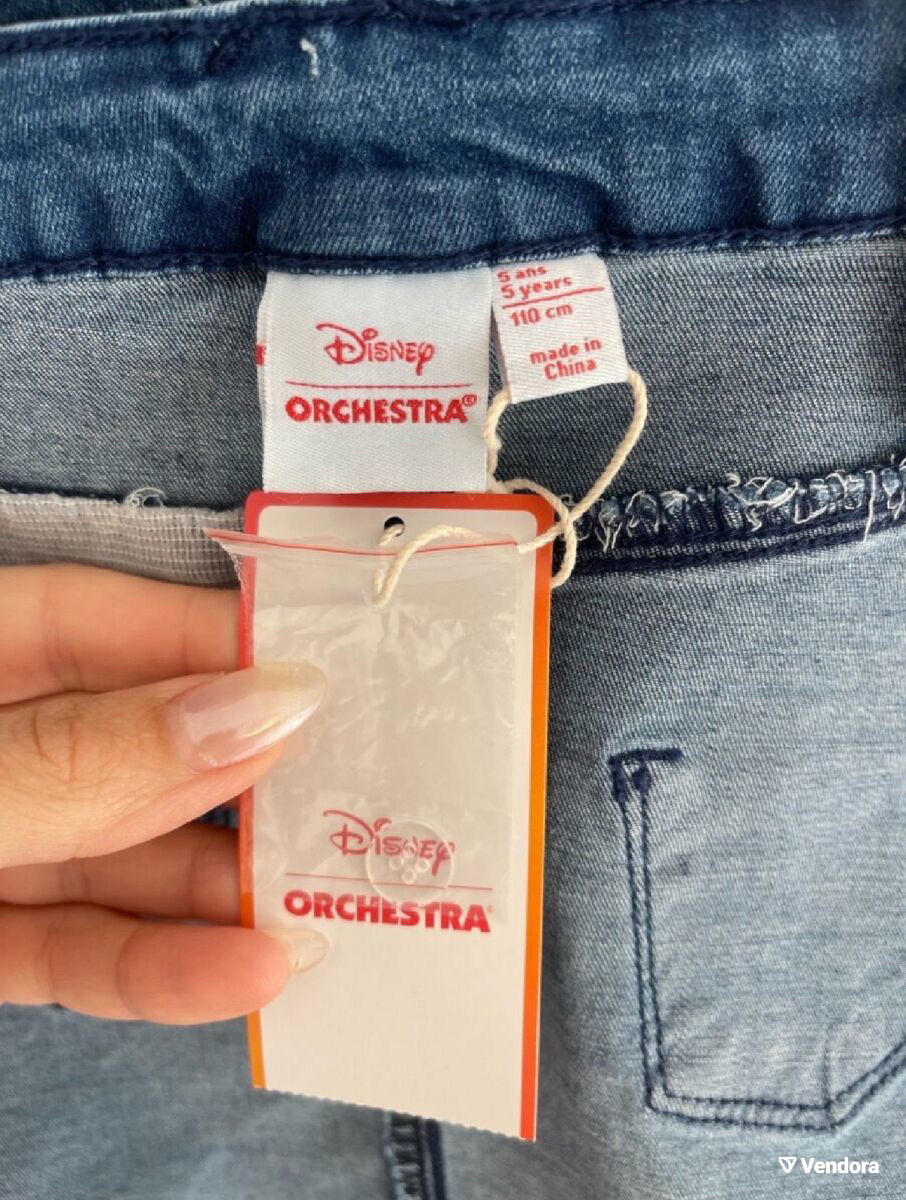 Disney
ORCHESTRA©
5 ans
5 years
110 cm
made in
China
Disney
ORCHESTRA
Vendora